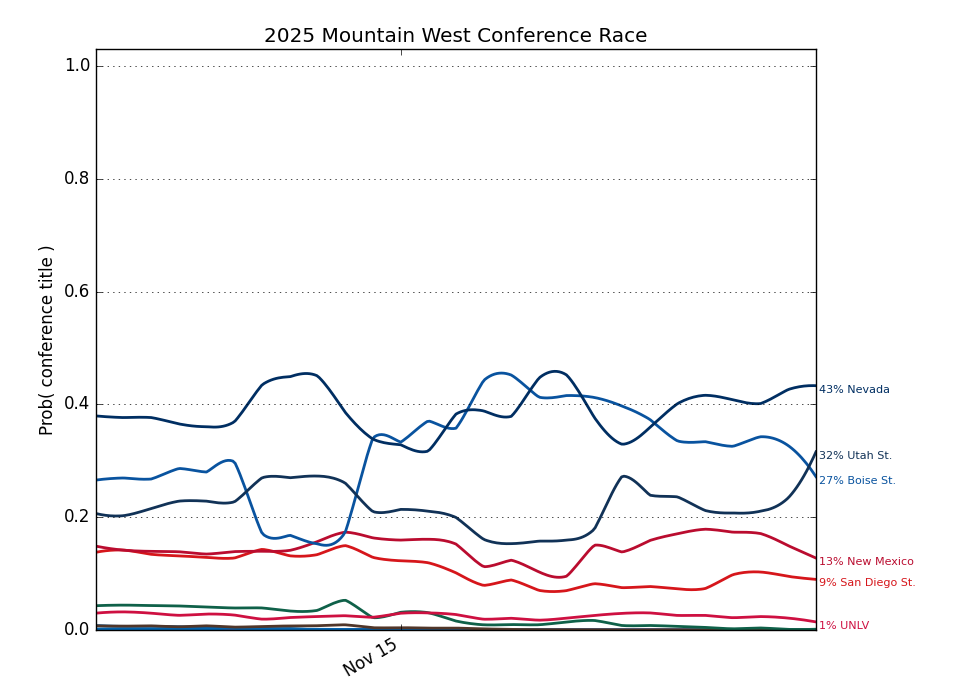 2025 Mountain West Conference Race
1.0
0.8
0.6
0.4
0.2
0.0
Prob( conference title )
Nov 15
43% Nevada
32% Utah St.
27% Boise St.
13% New Mexico
9% San Diego St.
1% UNLV